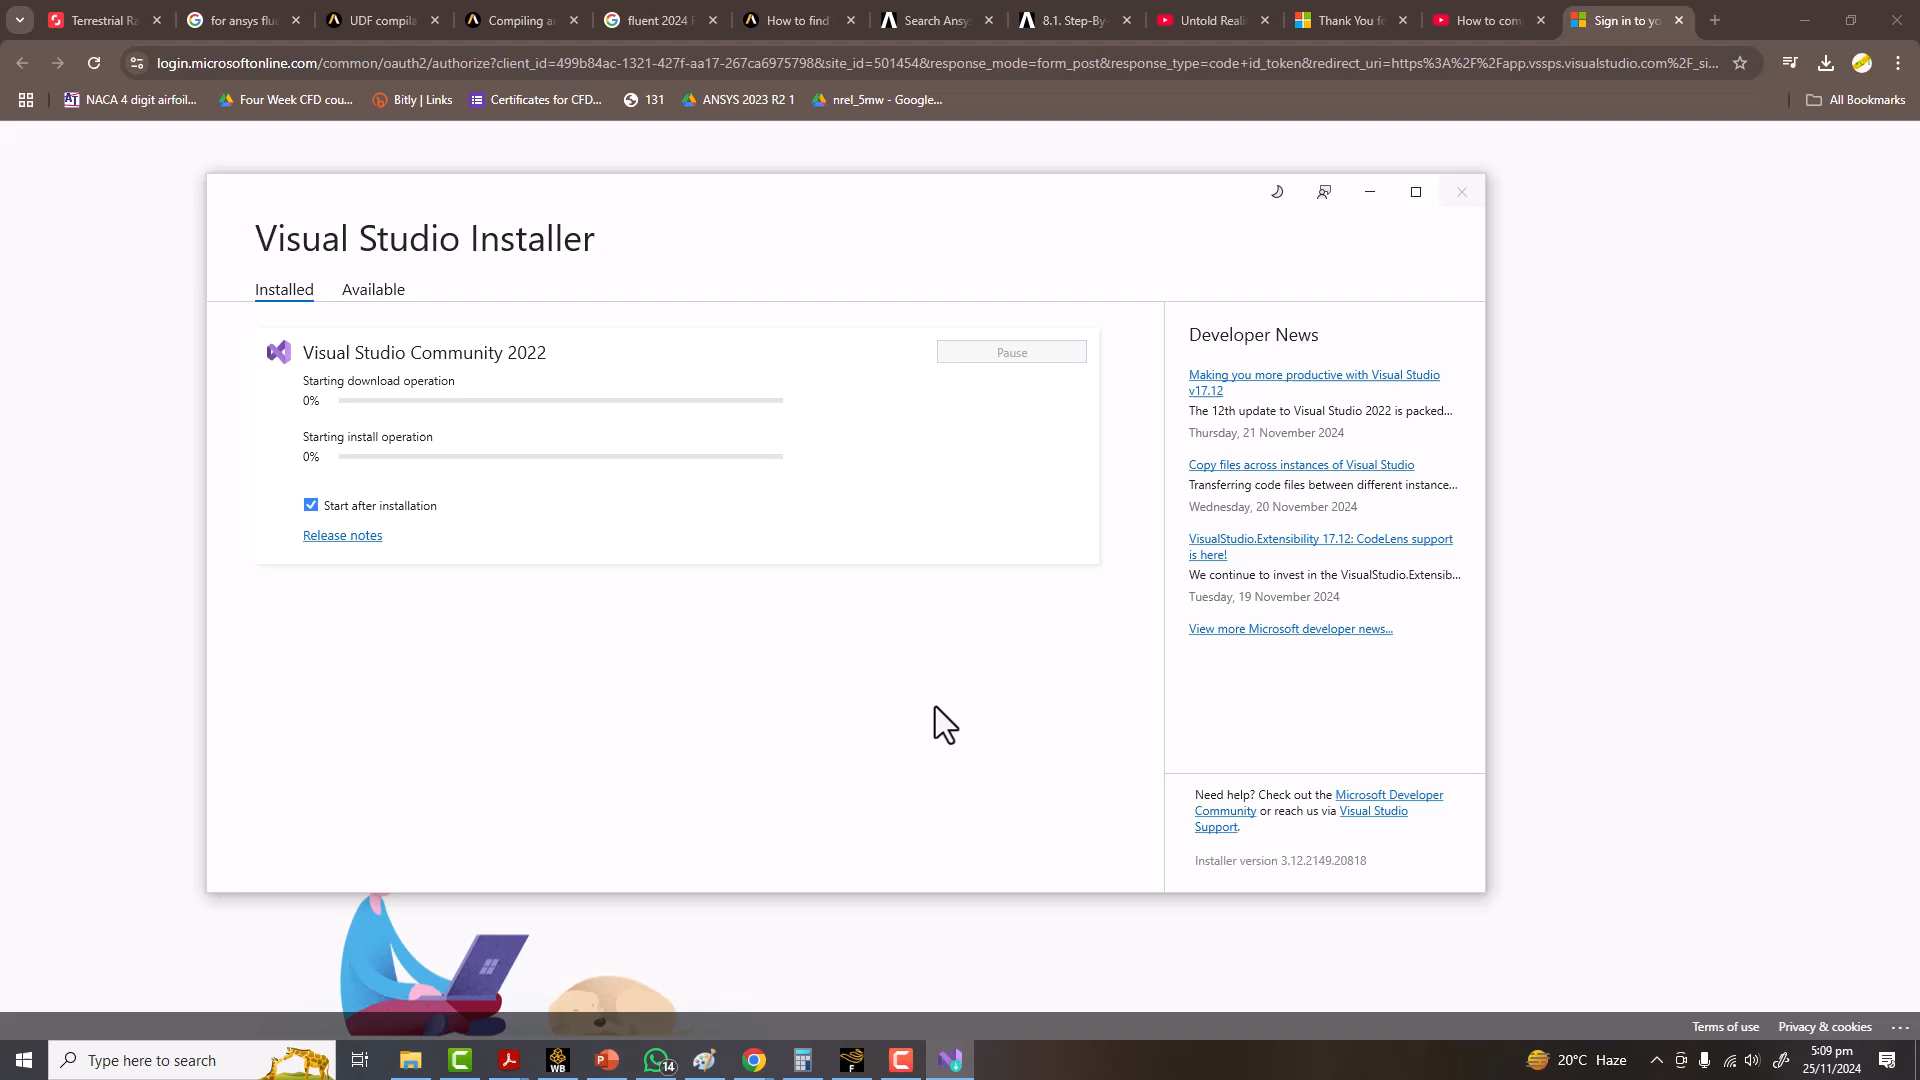 Terrestrial Ra
for ansys flu
UDF compila
Compiling a
fluent 2024
How to find
Search Ansy
8.1. Step-By-
Untold Reali
Thank You f
How to com
Sign in to yo
login.microsoftonline.com/common/oauth2/authorize?client_id=499b84ac-1321-427f-aa17-267ca6975798&site_id=501454&response_mode=form_post&response_type=code+id_token&redirect_uri=https%3A%2F%2Fapp.vssps.visualstudio.com%2F_si...
NACA 4 digit airfoil...
Four Week CFD cou...
Bitly | Links
Certificates for CFD...
131
ANSYS 2023 R2 1
nrel_5mw - Google...
All Bookmarks
Visual Studio Installer
Installed
Available
Visual Studio Community 2022
Pause
Starting download operation
0%
Starting install operation
0%
Start after installation
Release notes
Developer News
Making you more productive with Visual Studio
v17.12
The 12th update to Visual Studio 2022 is packed...
Thursday, 21 November 2024
Copy files across instances of Visual Studio
Transferring code files between different instance...
Wednesday, 20 November 2024
VisualStudio.Extensibility 17.12: CodeLens support
is here!
We continue to invest in the VisualStudio.Extensib...
Tuesday, 19 November 2024
View more Microsoft developer news...
Need help? Check out the Microsoft Developer
Community or reach us via Visual Studio
Support.
Installer version 3.12.2149.20818
Terms of use
Privacy & cookies
...
Type here to search
WB
14
F
20°C Haze
5:09 pm
25/11/2024